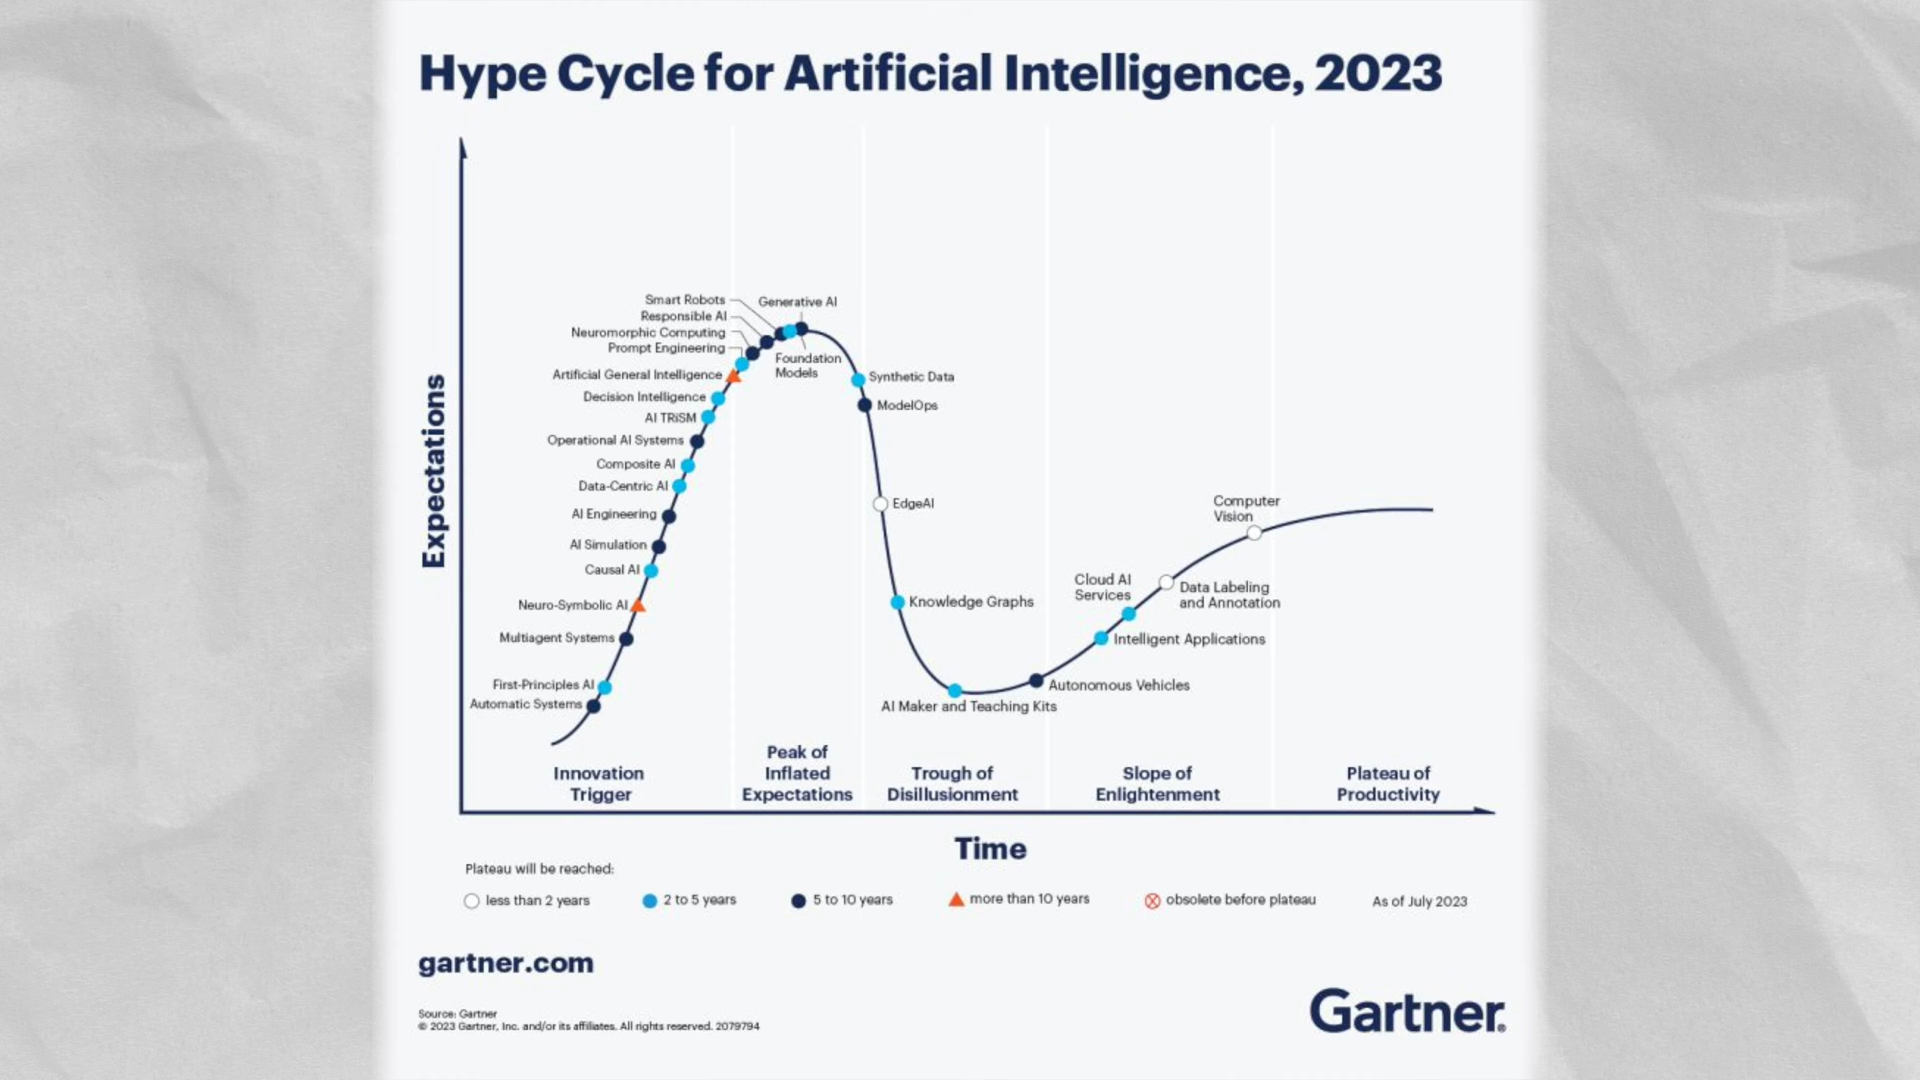 Hype Cycle for Artificial Intelligence, 2023
Expectations
Smart Robots
Generative AI
Responsible AI
Neuromorphic Computing
Prompt Engineering
Foundation
Models
Artificial General Intelligence
Decision Intelligence
AI TRiSM
Operational AI Systems
Composite AI
Data-Centric AI
AI Engineering
AI Simulation
Causal AI
Neuro-Symbolic AI
Multiagent Systems
First-Principles AI
Automatic Systems
Synthetic Data
ModelOps
EdgeAI
Knowledge Graphs
AI Maker and Teaching Kits
Autonomous Vehicles
Intelligent Applications
Cloud AI
Services
Data Labeling
and Annotation
Computer
Vision
Innovation
Trigger
Peak of
Inflated
Expectations
Trough of
Disillusionment
Slope of
Enlightenment
Plateau of
Productivity
Time
Plateau will be reached:
less than 2 years
2 to 5 years
5 to 10 years
more than 10 years
obsolete before plateau
As of July 2023
gartner.com
Source: Gartner
© 2023 Gartner, Inc. and/or its affiliates. All rights reserved. 2079794
Gartner®